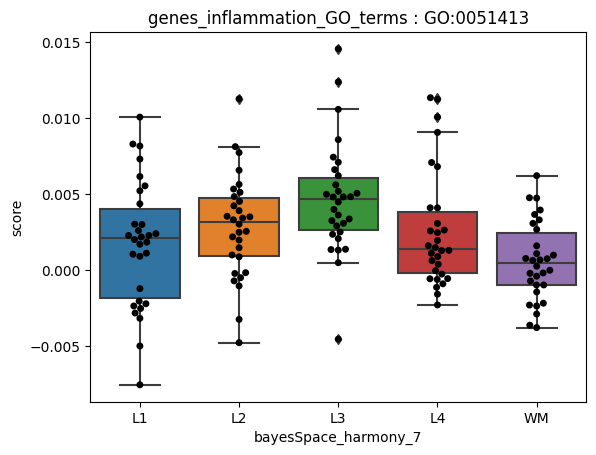 genes_inflammation_GO_terms : GO:0051413
score
0.015
0.010
0.005
0.000
−0.005
L1 L2 L3 L4 WM
bayesSpace_harmony_7